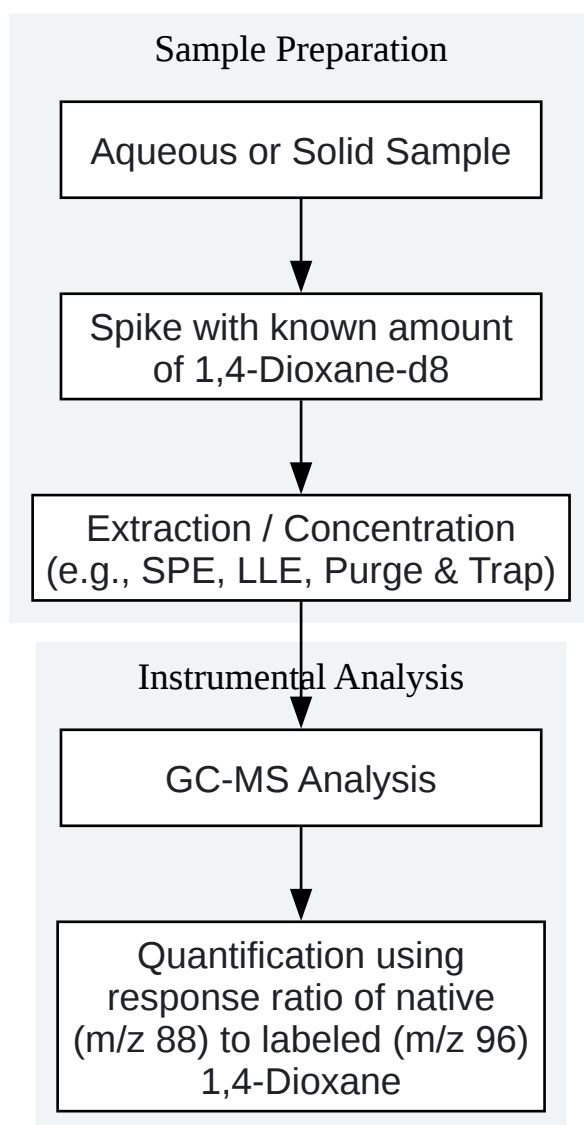 Sample Preparation
Aqueous or Solid Sample
Spike with known amount
of 1,4-Dioxane-d8
Extraction / Concentration
(e.g., SPE, LLE, Purge & Trap)
Instrumental Analysis
GC-MS Analysis
Quantification using
response ratio of native
(m/z 88) to labeled (m/z 96)
1,4-Dioxane